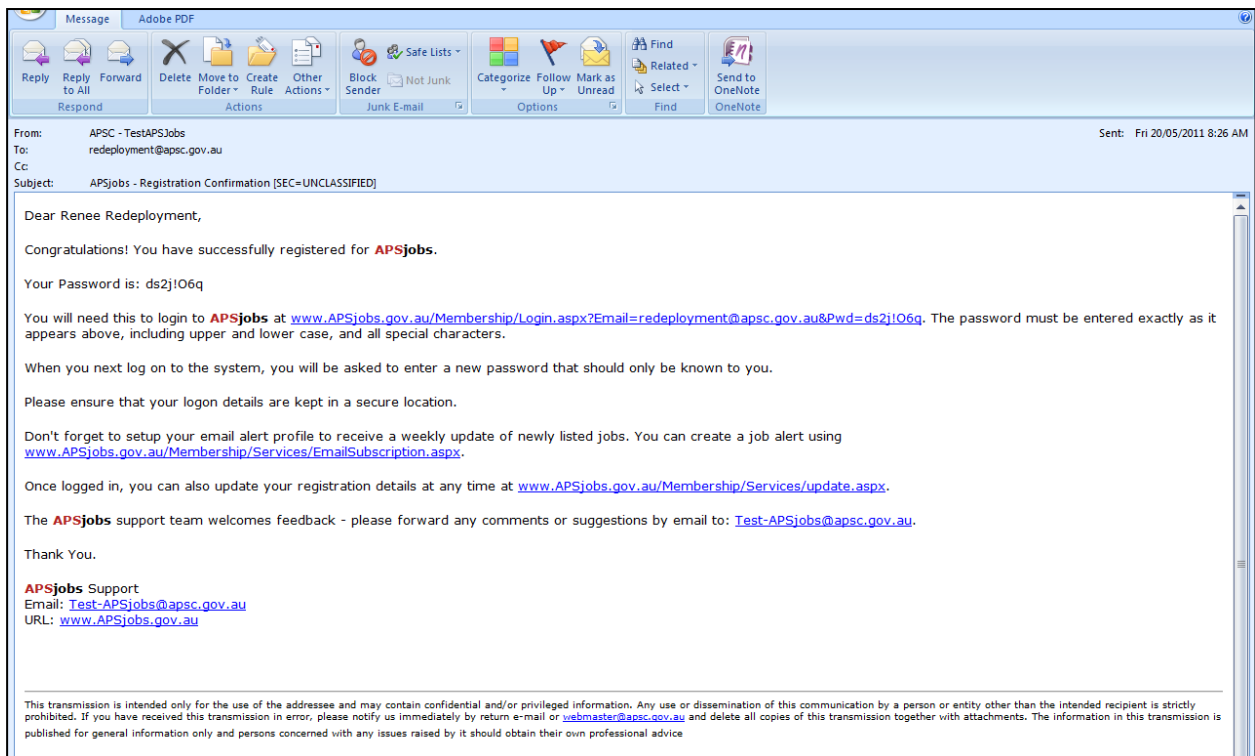 Message Adobe PDF
Reply Reply to All Forward Delete Move to Folder Create Rule Other Actions Block Sender Safe Lists Not Junk Categorize Follow Up Mark as Unread Find Related Select Send to OneNote
Respond Actions Junk E-mail Options Find OneNote
From: APSC - TestAPSJobs Sent: Fri 20/05/2011 8:26 AM
To: redeployment@apsc.gov.au
Cc:
Subject: APSjobs - Registration Confirmation [SEC=UNCLASSIFIED]
Dear Renee Redeployment,
Congratulations! You have successfully registered for APSjobs.
Your Password is: ds2j!O6q
You will need this to login to APSjobs at www.APSjobs.gov.au/Membership/Login.aspx?Email=redeployment@apsc.gov.au&Pwd=ds2j!O6q. The password must be entered exactly as it
appears above, including upper and lower case, and all special characters.
When you next log on to the system, you will be asked to enter a new password that should only be known to you.
Please ensure that your logon details are kept in a secure location.
Don't forget to setup your email alert profile to receive a weekly update of newly listed jobs. You can create a job alert using
www.APSjobs.gov.au/Membership/Services/EmailSubscription.aspx.
Once logged in, you can also update your registration details at any time at www.APSjobs.gov.au/Membership/Services/update.aspx.
The APSjobs support team welcomes feedback - please forward any comments or suggestions by email to: Test-APSjobs@apsc.gov.au.
Thank You.
APSjobs Support
Email: Test-APSjobs@apsc.gov.au
URL: www.APSjobs.gov.au
This transmission is intended only for the use of the addressee and may contain confidential and/or privileged information. Any use or dissemination of this communication by a person or entity other than the intended recipient is strictly
prohibited. If you have received this transmission in error, please notify us immediately by return e-mail or webmaster@apsc.gov.au and delete all copies of this transmission together with attachments. The information in this transmission is
published for general information only and persons concerned with any issues raised by it should obtain their own professional advice